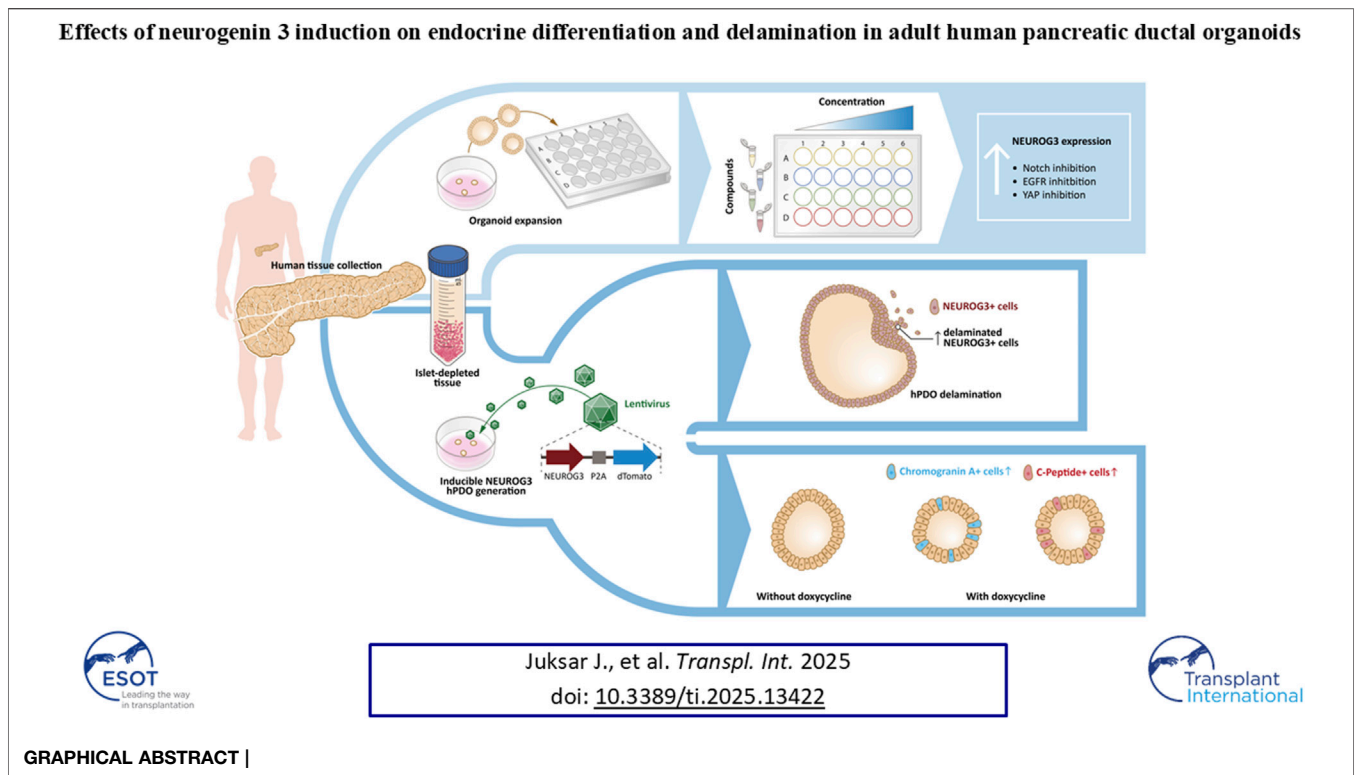 Effects of neurogenin 3 induction on endocrine differentiation and delamination in adult human pancreatic ductal organoids
Human tissue collection
Organoid expansion
A
B
C
D
Islet-depleted
tissue
Concentration
Compounds
1 2 3 4 5 6
A
B
C
D
NEUROG3 expression
• Notch inhibition
• EGFR inhitbition
• YAP inhibition
Lentivirus
NEUROG3 P2A dTomato
Inducible NEUROG3
hPDO generation
NEUROG3+ cells
↑ delaminated
NEUROG3+ cells
hPDO delamination
Chromogranin A+ cells ↑
C-Peptide+ cells ↑
Without doxycycline
With doxycycline
ESOT
Leading the way
in transplantation
Juksar J., et al. Transpl. Int. 2025
doi: 10.3389/ti.2025.13422
Transplant
International
GRAPHICAL ABSTRACT |